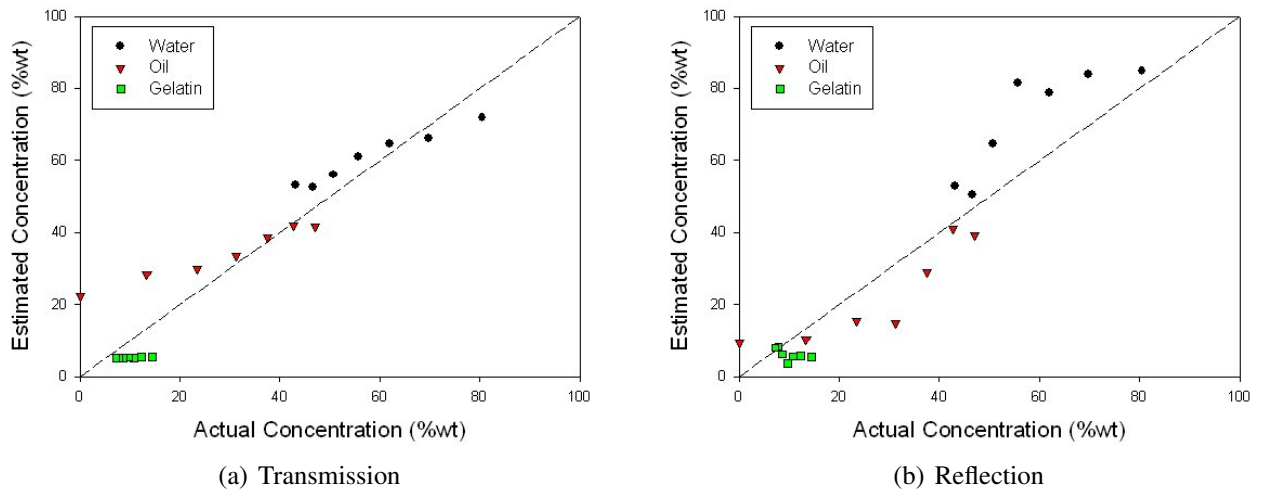 100
80
60
40
20
0
Estimated Concentration (%wt)
Water
Oil
Gelatin
0 20 40 60 80 100
Actual Concentration (%wt)
(a) Transmission
100
80
60
40
20
0
Estimated Concentration (%wt)
Water
Oil
Gelatin
0 20 40 60 80 100
Actual Concentration (%wt)
(b) Reflection